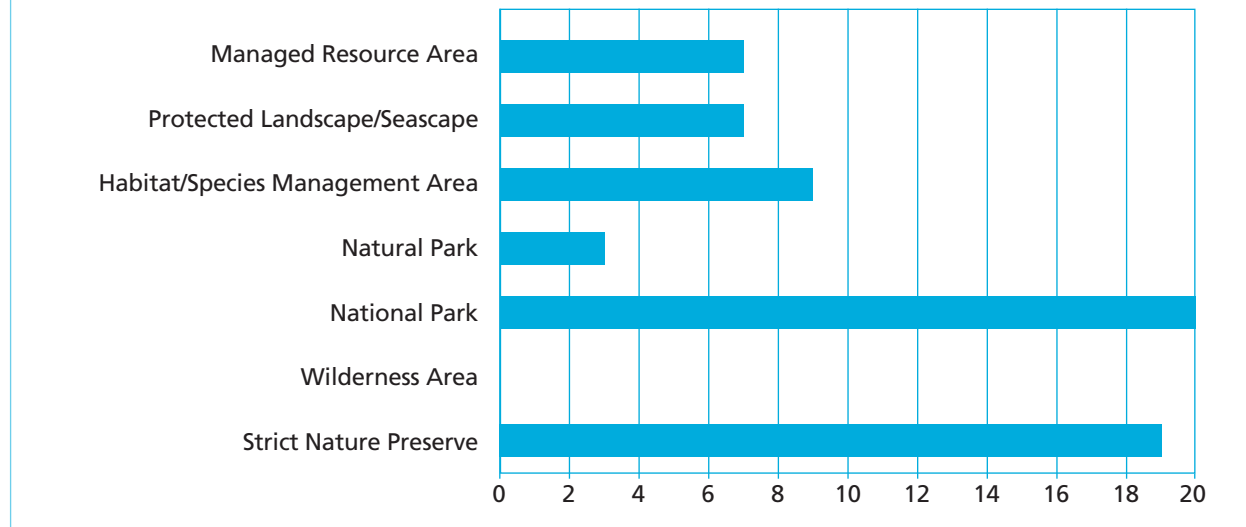 Managed Resource Area
Protected Landscape/Seascape
Habitat/Species Management Area
Natural Park
National Park
Wilderness Area
Strict Nature Preserve
0 2 4 6 8 10 12 14 16 18 20